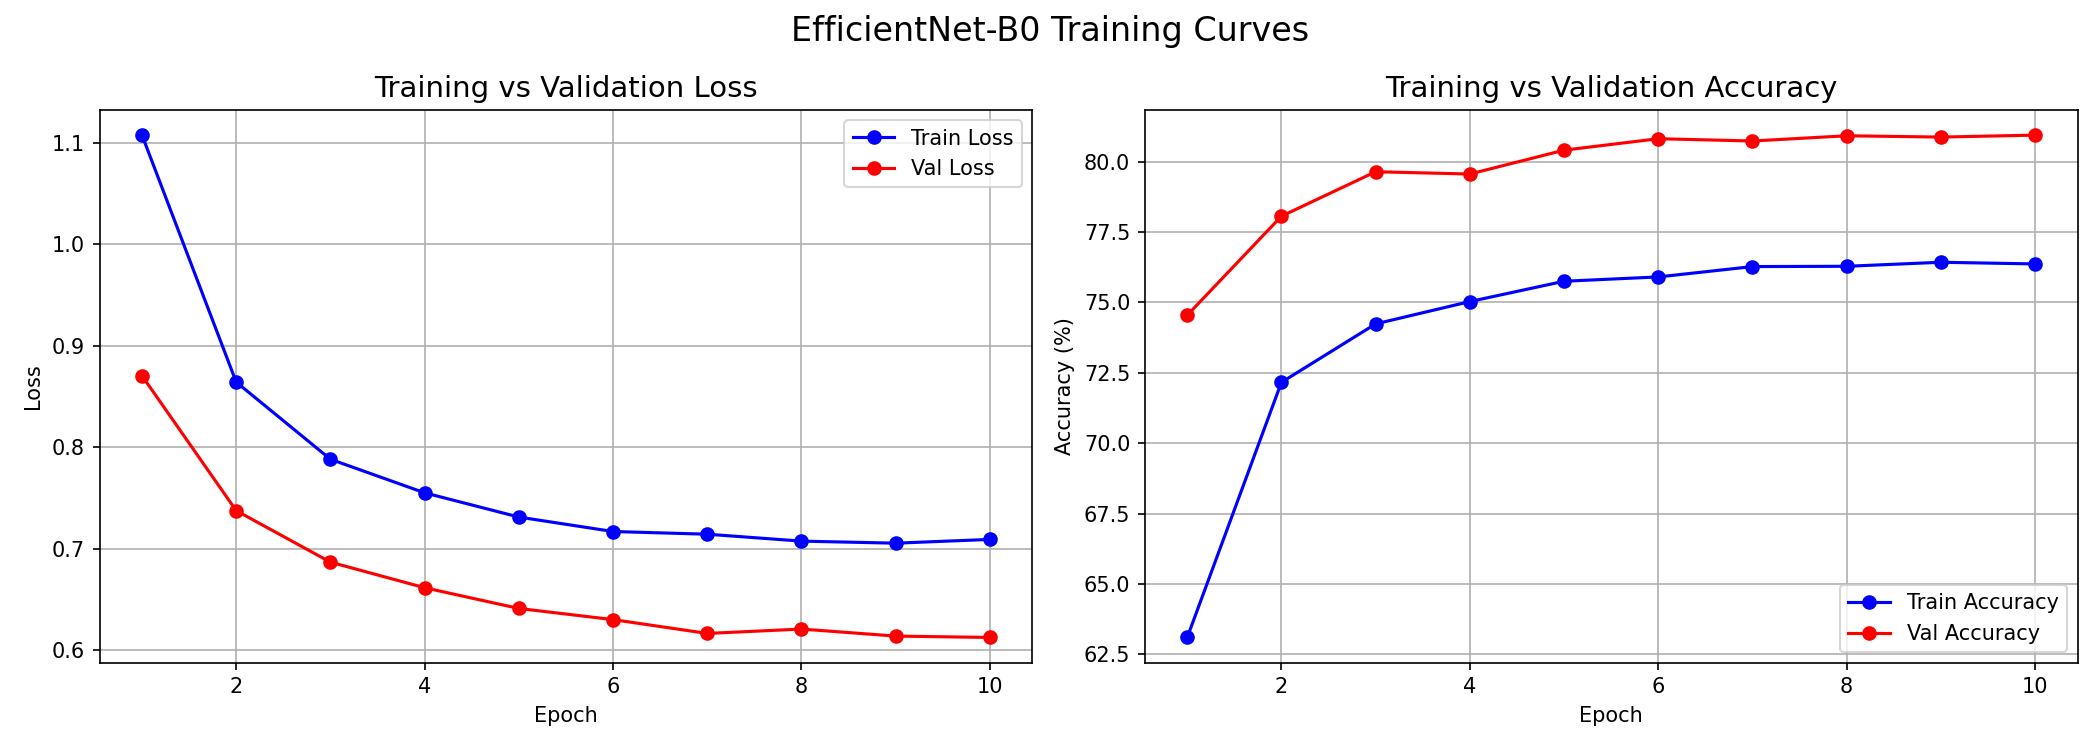 EfficientNet-B0 Training Curves
Training vs Validation Loss
1.1
1.0
0.9
0.8
0.7
0.6
Loss
Train Loss
Val Loss
2 4 6 8 10
Epoch
Training vs Validation Accuracy
80.0
77.5
75.0
72.5
70.0
67.5
65.0
62.5
Accuracy (%)
Train Accuracy
Val Accuracy
2 4 6 8 10
Epoch